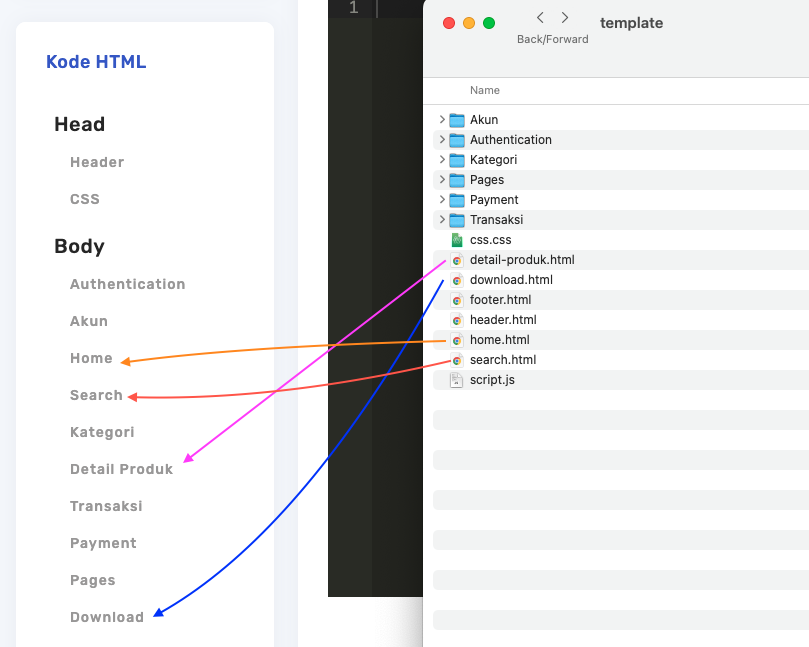 Kode HTML
Head
Header
CSS
Body
Authentication
Akun
Home
Search
Kategori
Detail Produk
Transaksi
Payment
Pages
Download
1
template
Back/Forward
Name
Akun
Authentication
Kategori
Pages
Payment
Transaksi
css.css
detail-produk.html
download.html
footer.html
header.html
home.html
search.html
script.js